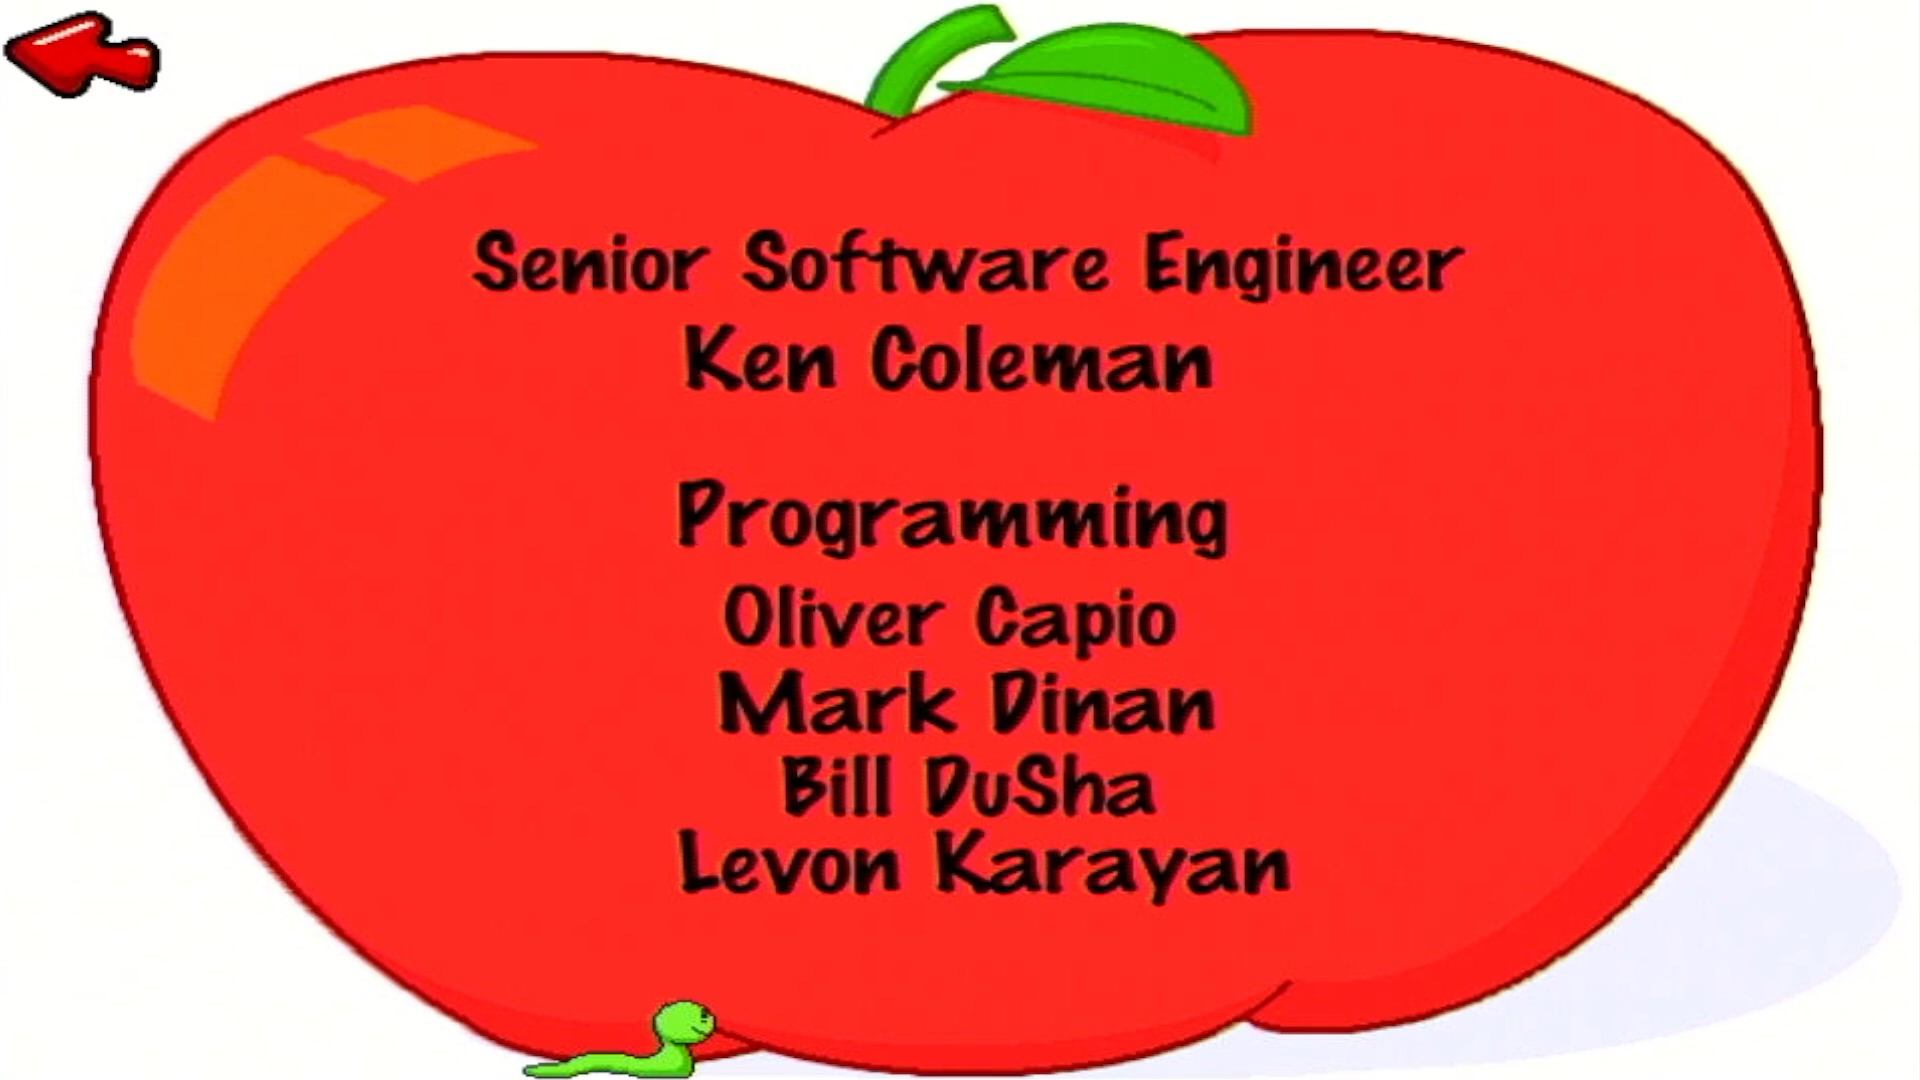 Senior Software Engineer
Ken Coleman
Programming
Oliver Capio
Mark Dinan
Bill DuSha
Levon Karayan